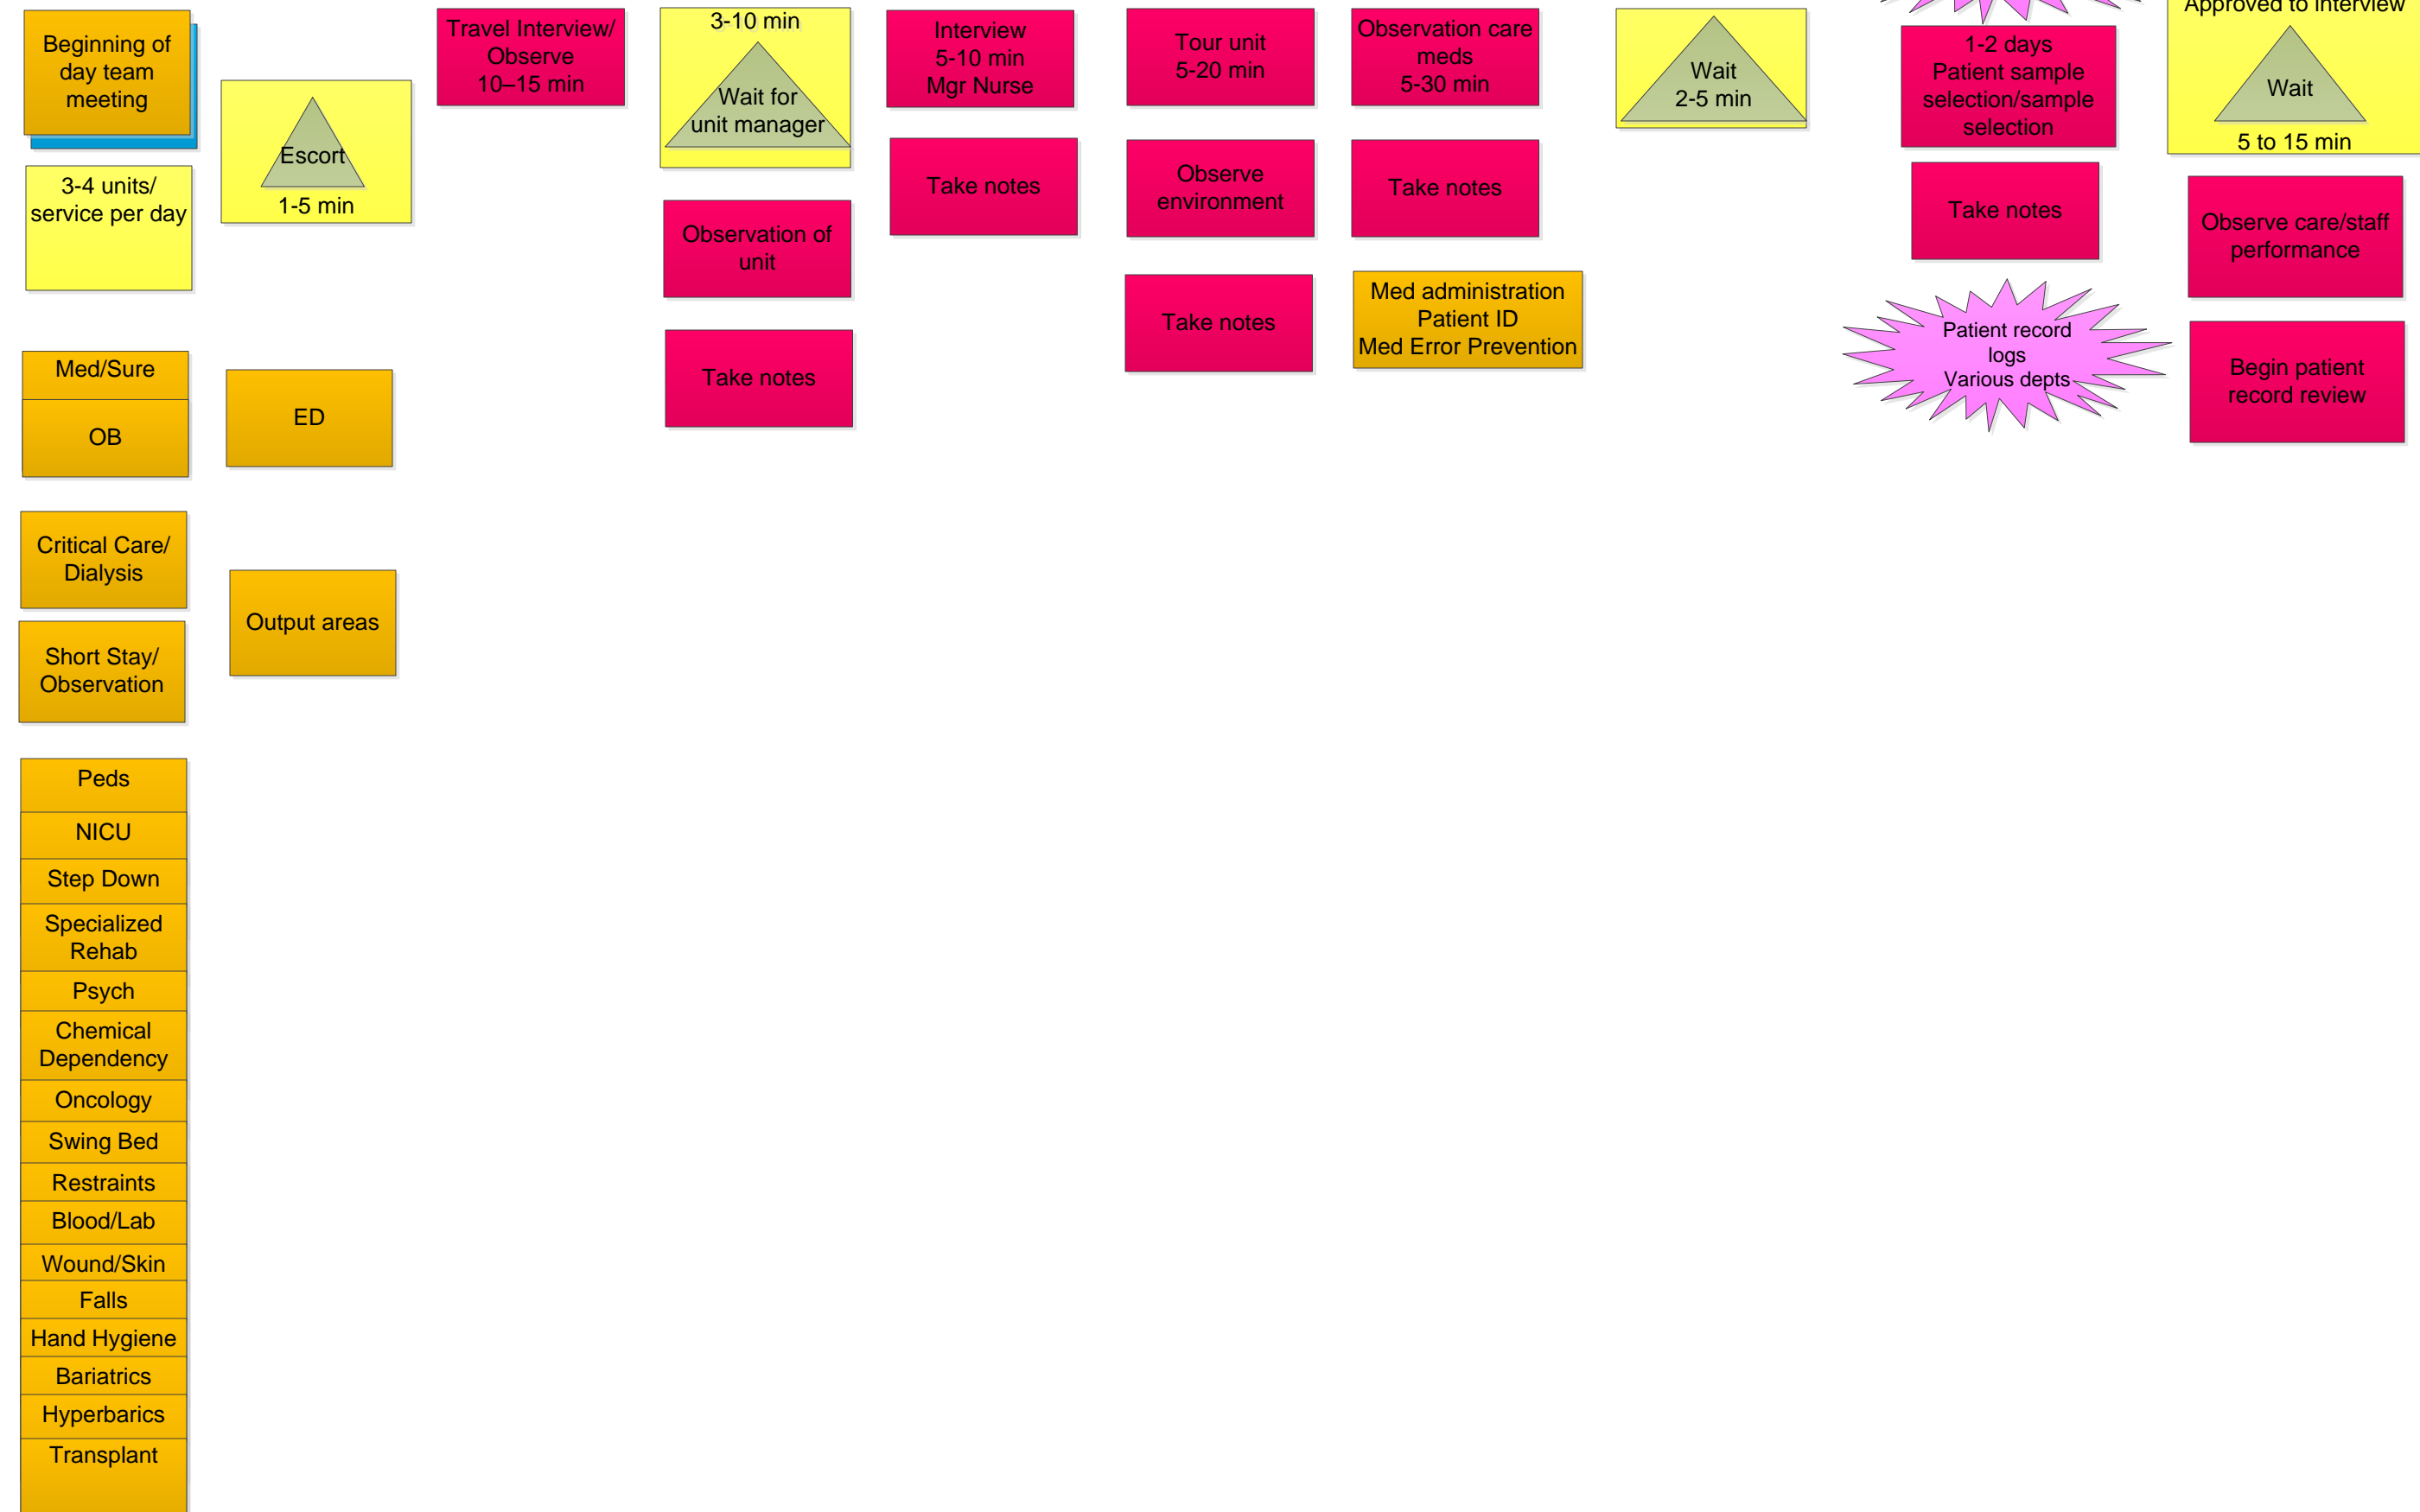 Beginning of
day team
meeting
3-4 units/
service per day
Escort
1-5 min
Travel Interview/
Observe
10–15 min
3-10 min
Wait for
unit manager
Observation of
unit
Take notes
Interview
5-10 min
Mgr Nurse
Take notes
Tour unit
5-20 min
Observe
environment
Take notes
Observation care
meds
5-30 min
Take notes
Med administration
Patient ID
Med Error Prevention
Wait
2-5 min
1-2 days
Patient sample
selection/sample
selection
Take notes
Patient record
logs
Various depts
Approved to interview
Wait
5 to 15 min
Observe care/staff
performance
Begin patient
record review
Med/Sure
OB
ED
Critical Care/
Dialysis
Output areas
Short Stay/
Observation
Peds
NICU
Step Down
Specialized
Rehab
Psych
Chemical
Dependency
Oncology
Swing Bed
Restraints
Blood/Lab
Wound/Skin
Falls
Hand Hygiene
Bariatrics
Hyperbarics
Transplant